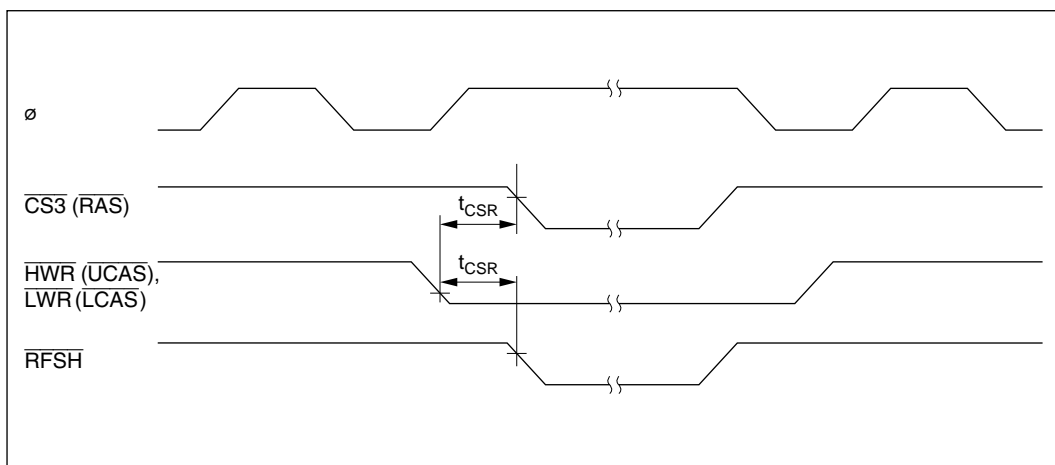 ø
CS3 (RAS)
tCSR
HWR (UCAS),
tCSR
LWR (LCAS)
RFSH